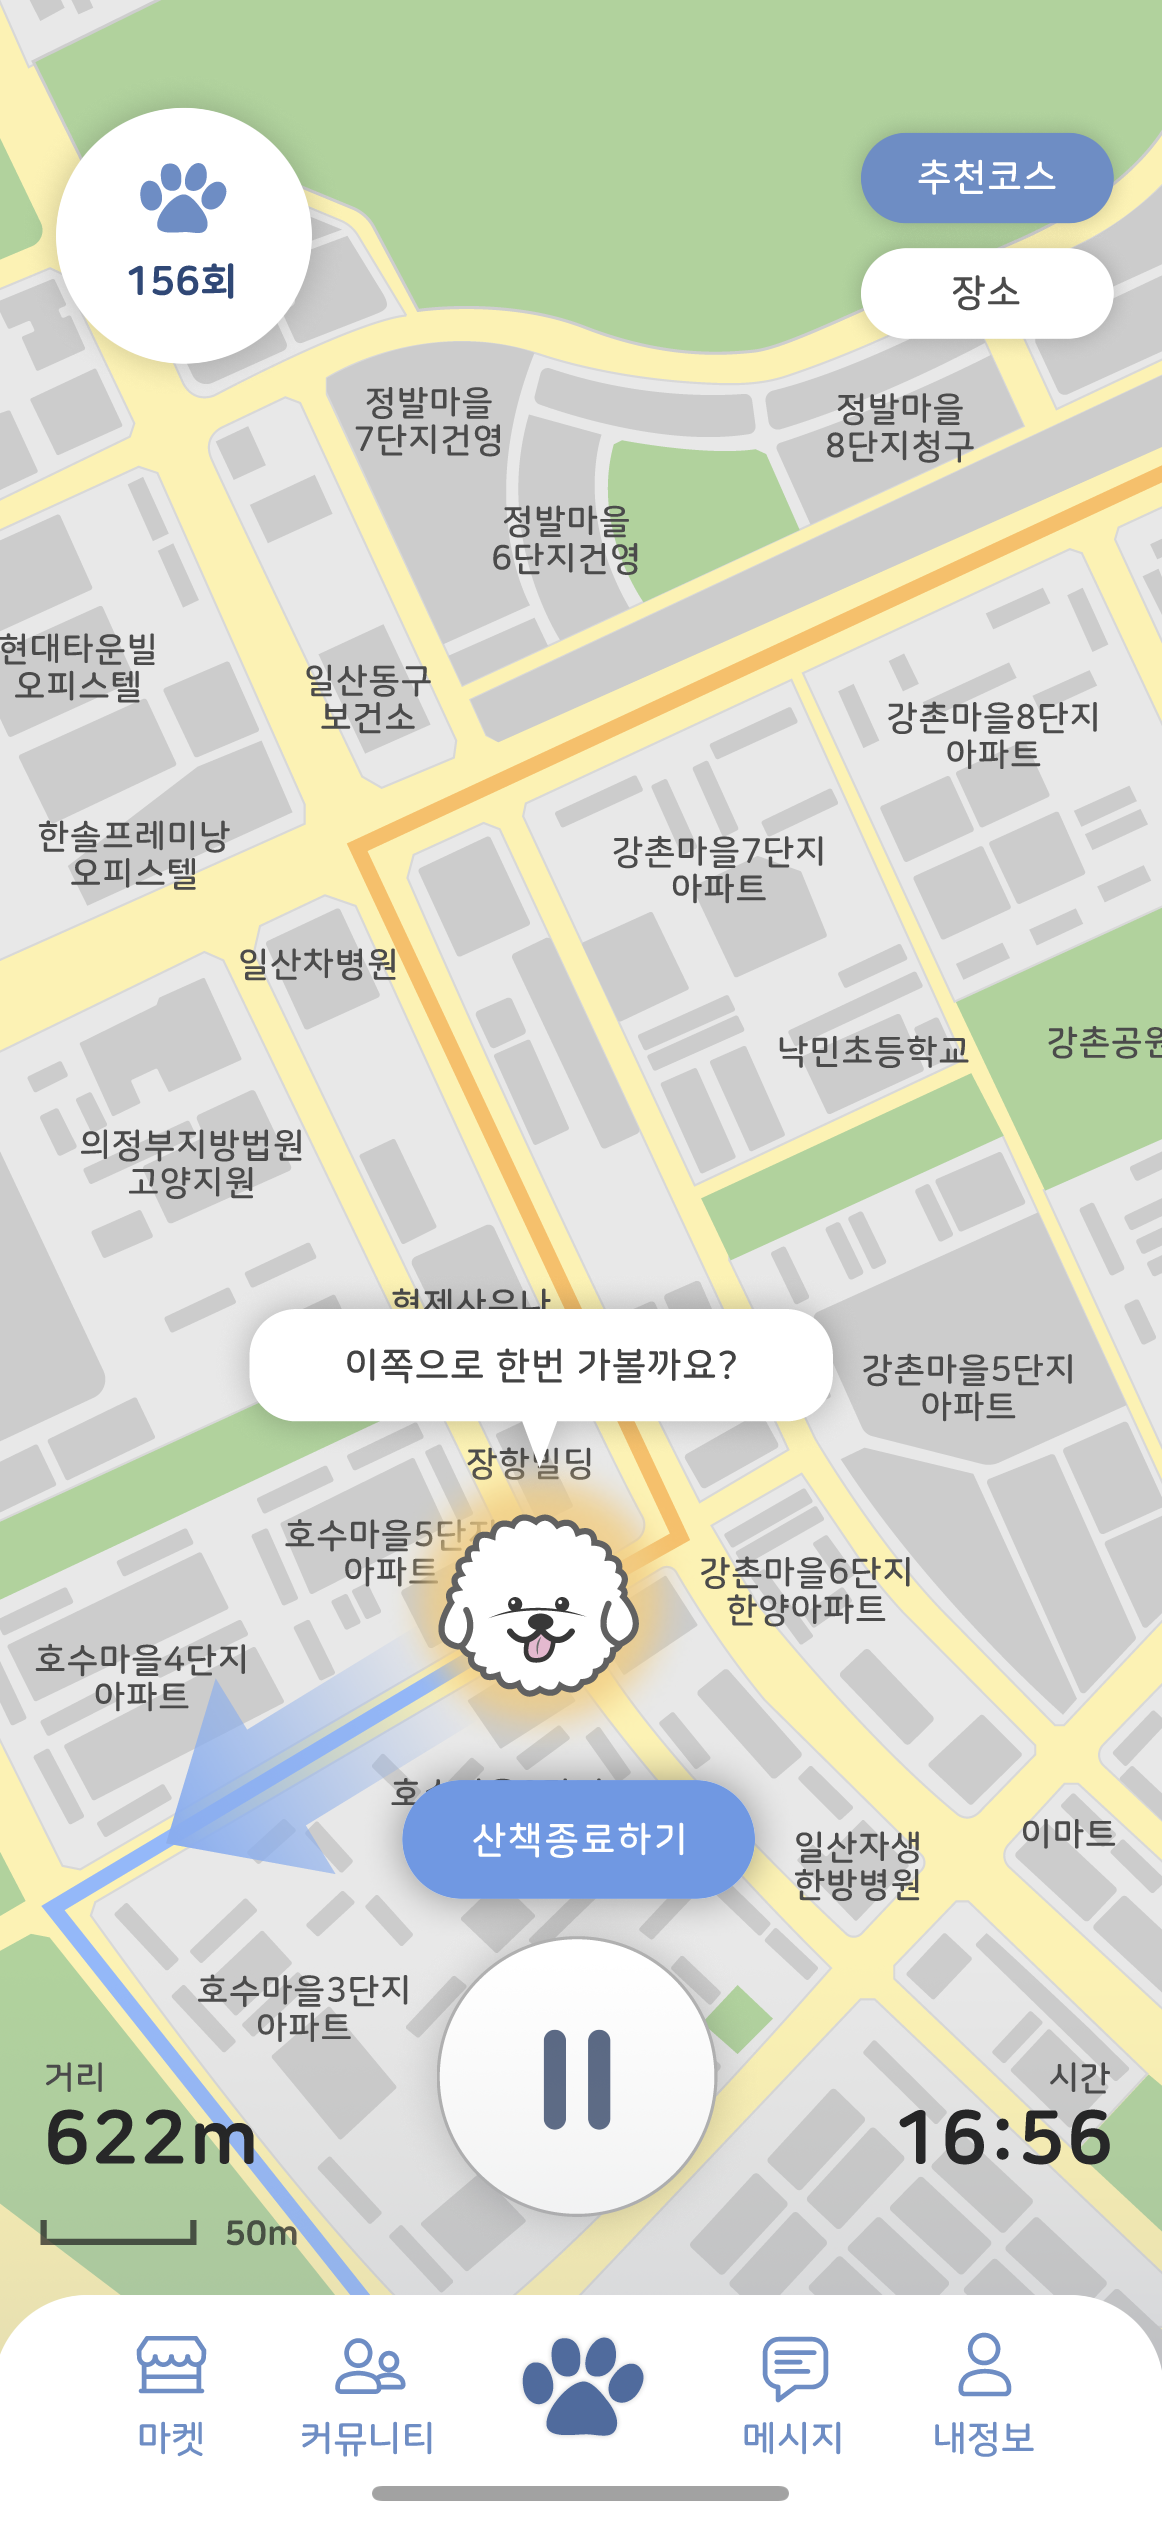 156회
추천코스
장소
정발마을
7단지건영
정발마을
8단지청구
정발마을
6단지건영
현대타운빌
오피스텔
일산동구
보건소
강촌마을8단지
아파트
한솔프레미낭
오피스텔
강촌마을7단지
아파트
일산차병원
낙민초등학교
강촌공원
의정부지방법원
고양지원
이쪽으로 한번 가볼까요?
강촌마을5단지
아파트
장항빌딩
호수마을5단지
아파트
강촌마을6단지
한양아파트
호수마을4단지
아파트
산책종료하기
일산자생
한방병원
이마트
호수마을3단지
아파트
거리
622m
시간
16:56
50m
마켓
커뮤니티
메시지
내정보